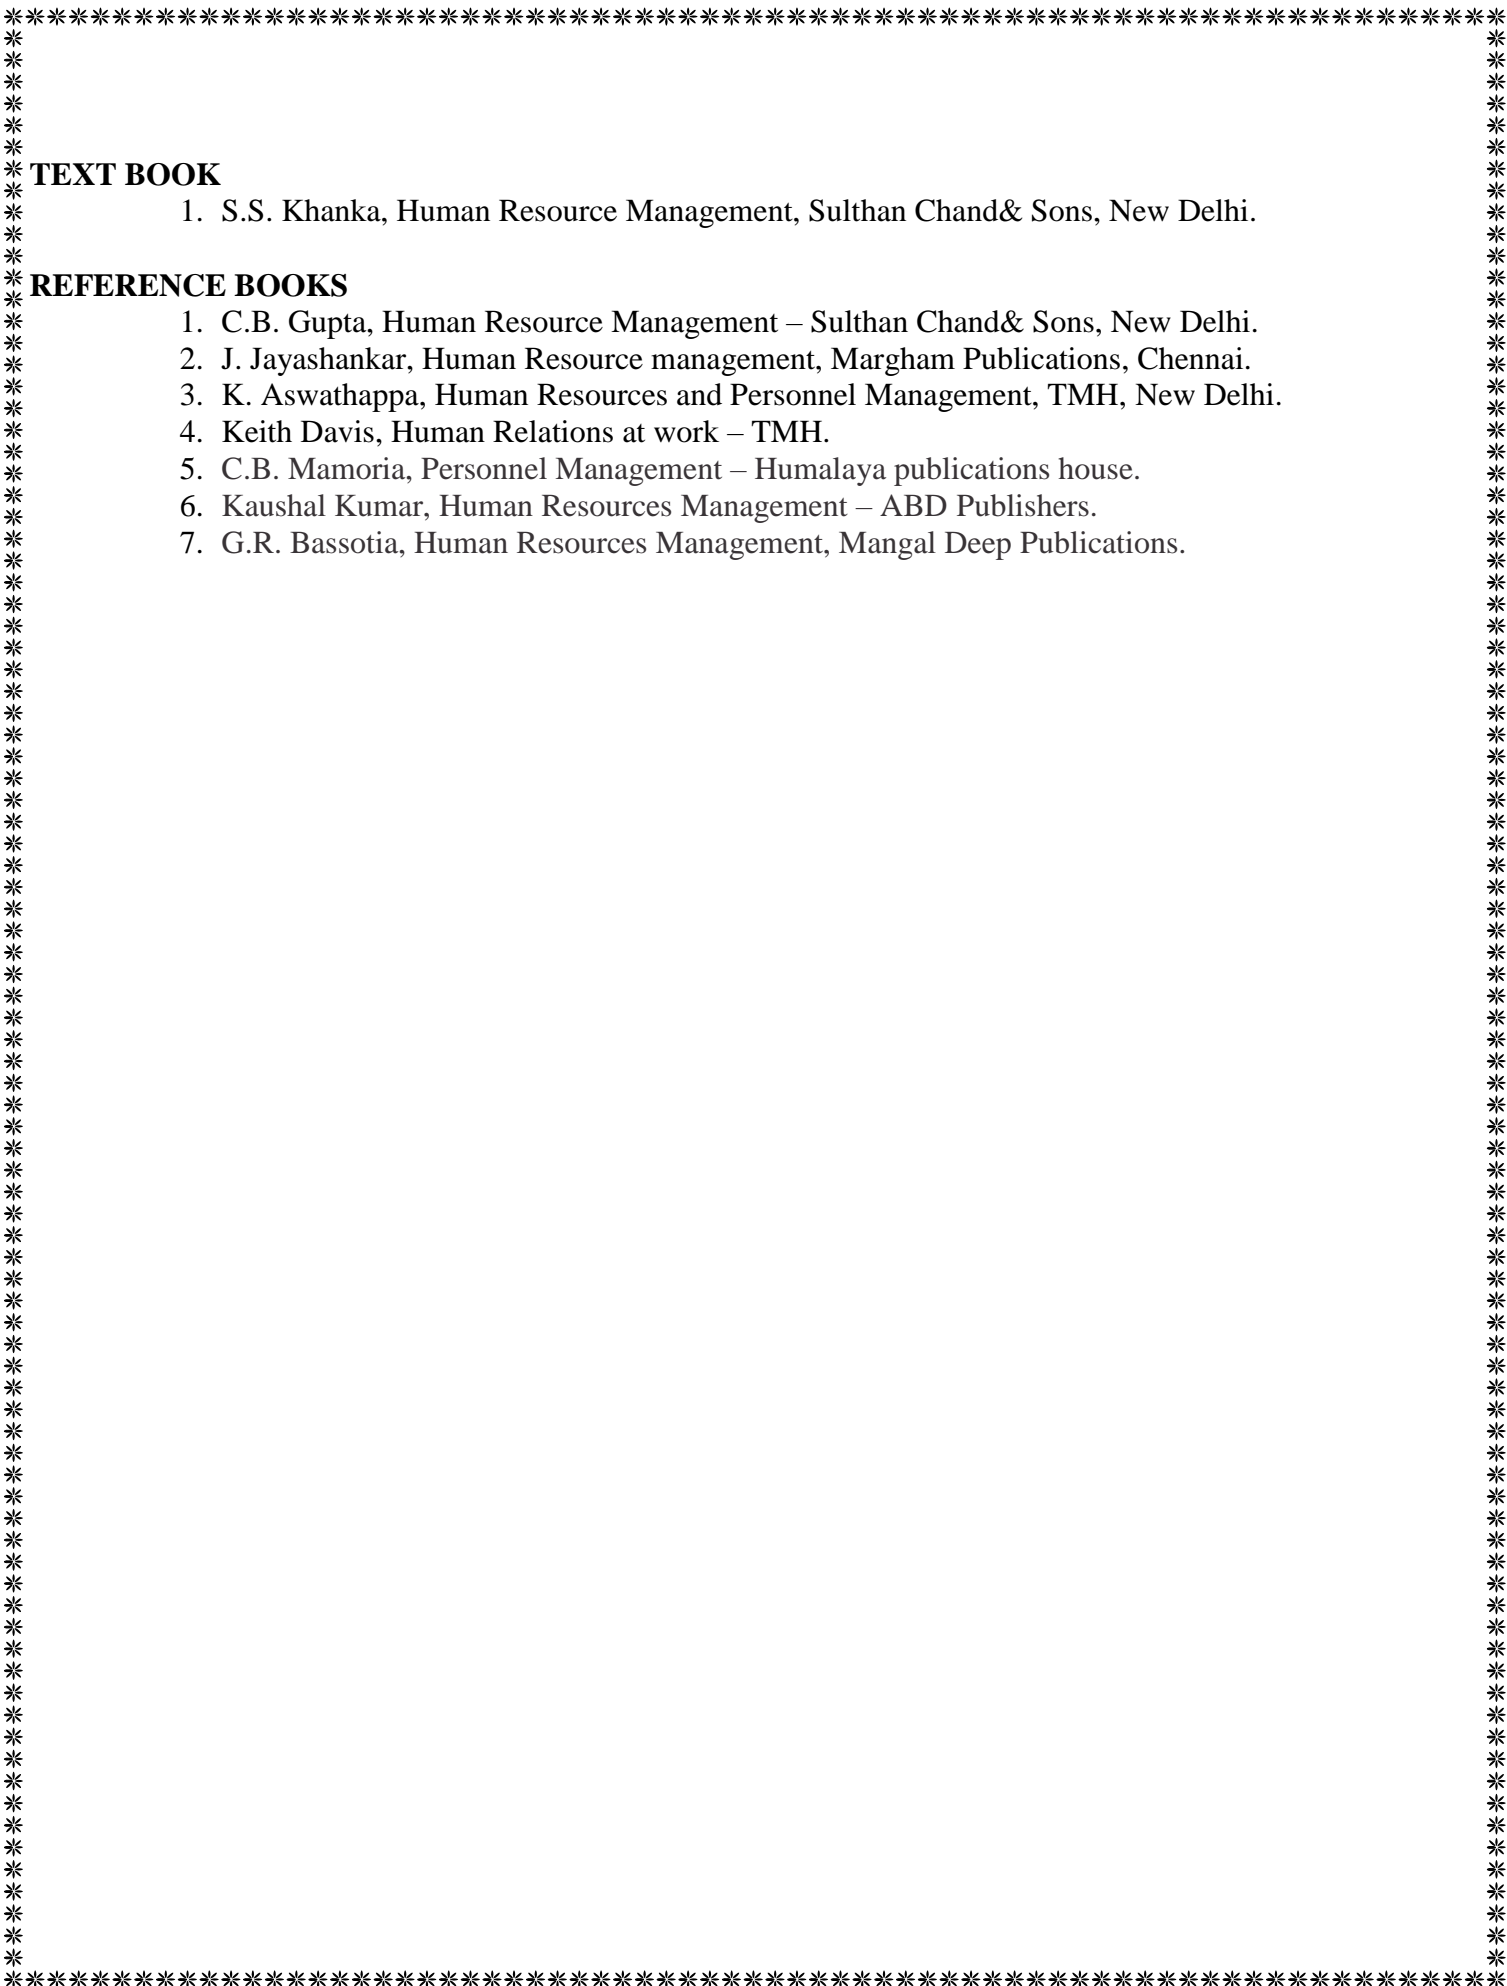 TEXT BOOK
1. S.S. Khanka, Human Resource Management, Sulthan Chand& Sons, New Delhi.
REFERENCE BOOKS
1. C.B. Gupta, Human Resource Management – Sulthan Chand& Sons, New Delhi.
2. J. Jayashankar, Human Resource management, Margham Publications, Chennai.
3. K. Aswathappa, Human Resources and Personnel Management, TMH, New Delhi.
4. Keith Davis, Human Relations at work – TMH.
5. C.B. Mamoria, Personnel Management – Humalaya publications house.
6. Kaushal Kumar, Human Resources Management – ABD Publishers.
7. G.R. Bassotia, Human Resources Management, Mangal Deep Publications.